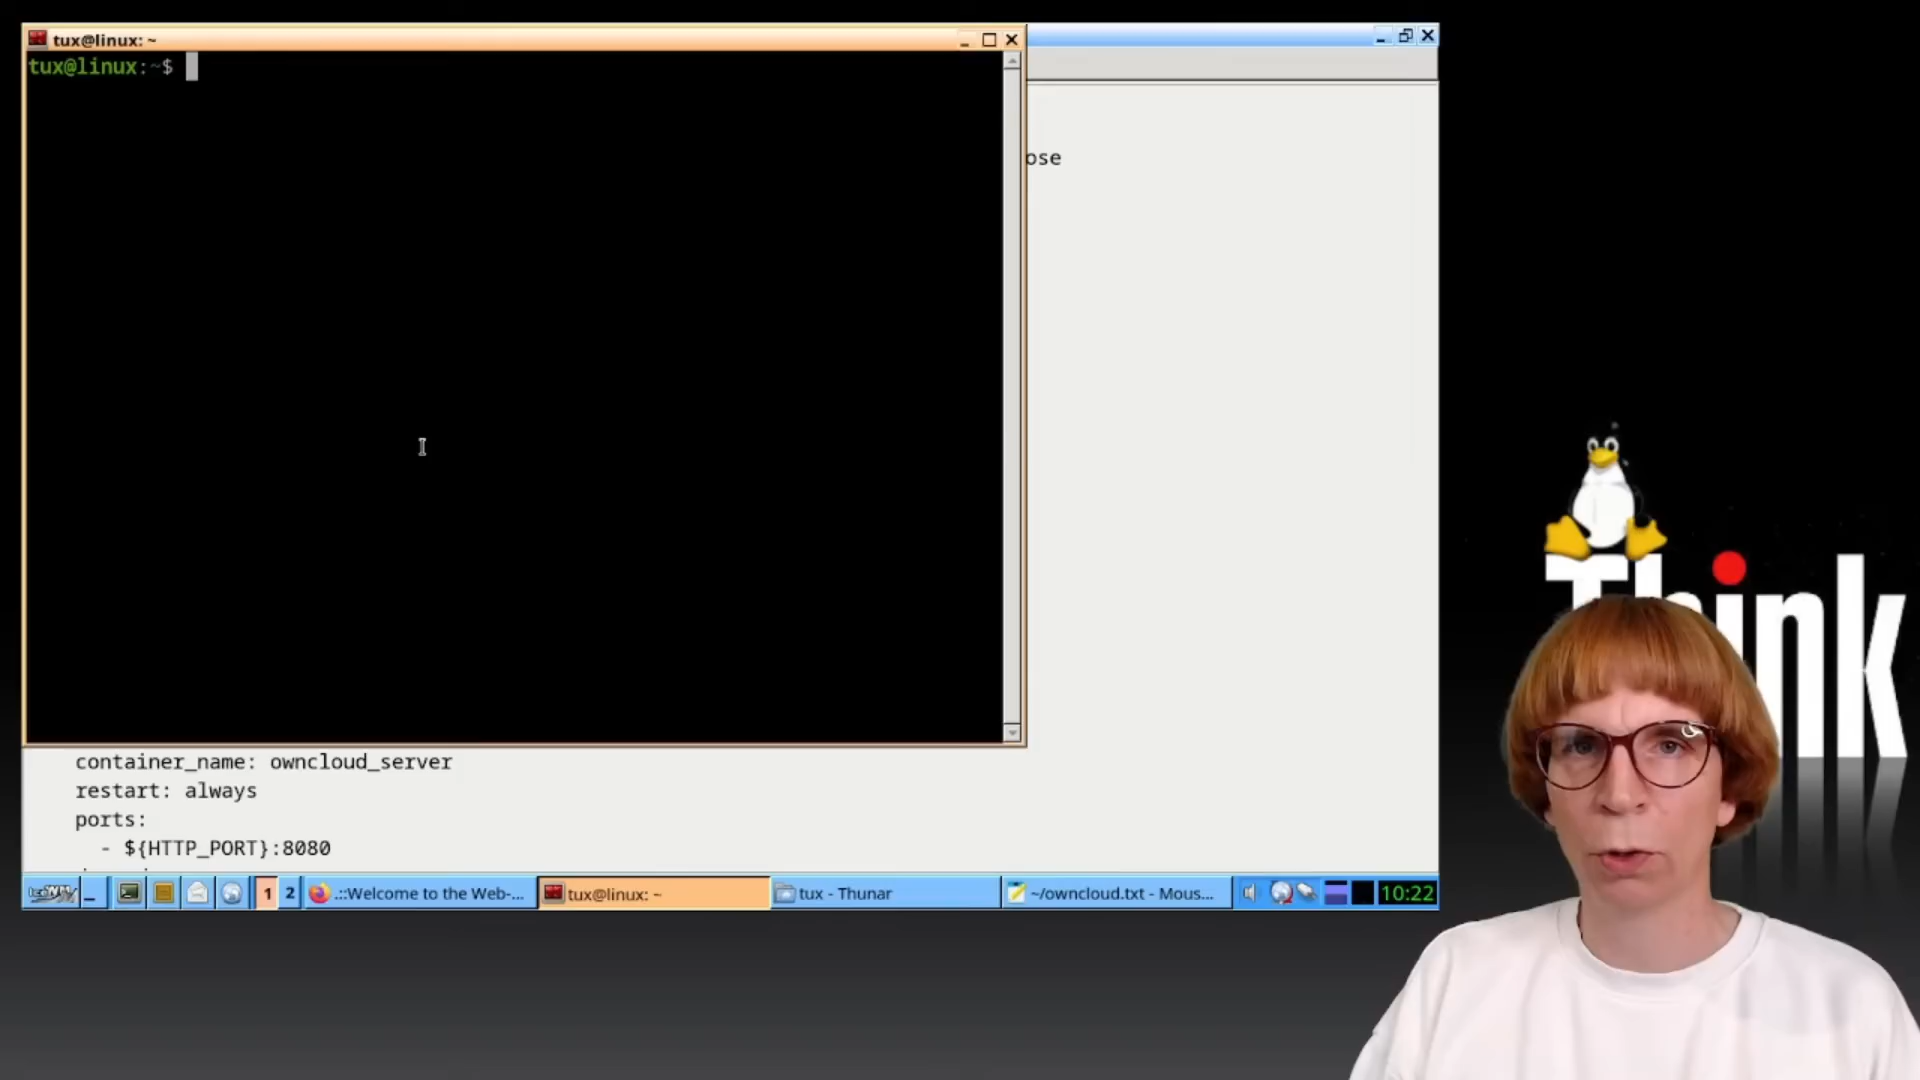 tux@linux: ~
tux@linux:~$
ose
container_name: owncloud_server
restart: always
ports:
- ${HTTP_PORT}:8080
IceWM
1 2 .::Welcome to the Web-... tux@linux: ~ tux - Thunar ~/owncloud.txt - Mous... 10:22
Think